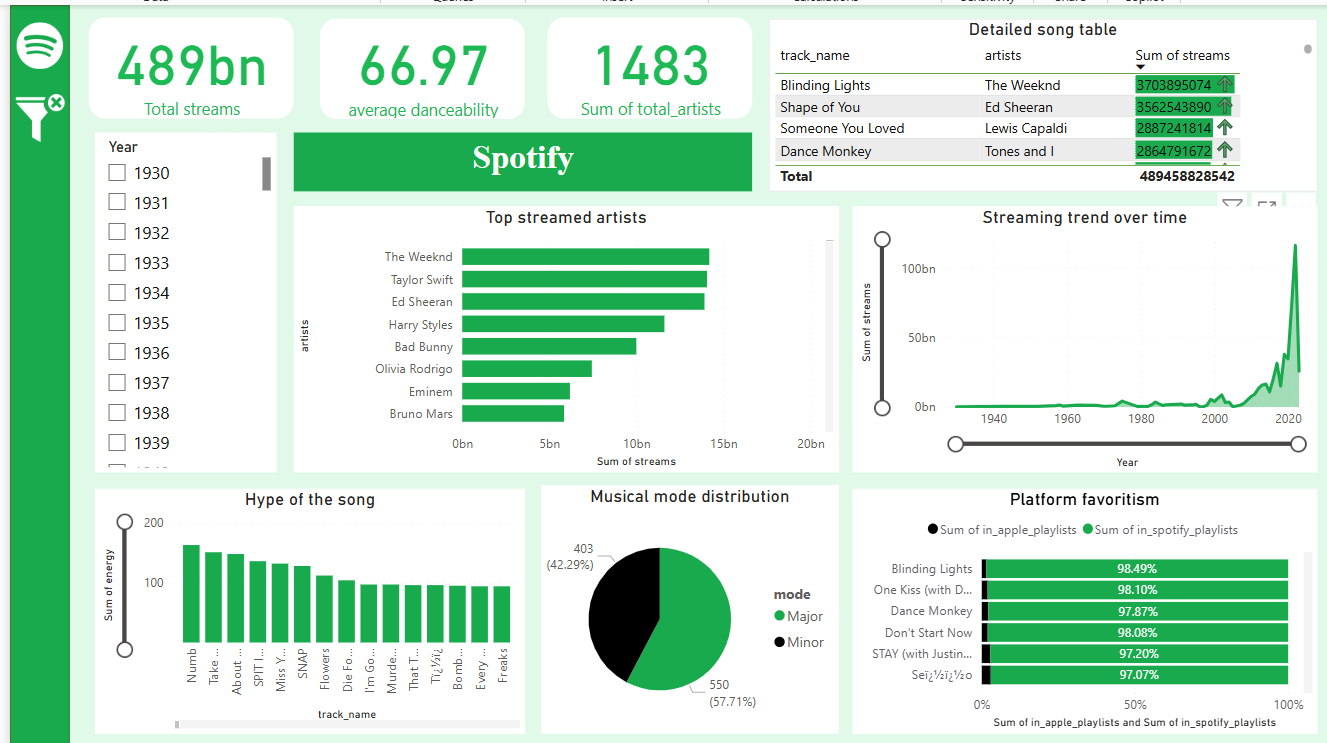 489bn
Total streams
66.97
average danceability
1483
Sum of total_artists
Detailed song table
track_name artists Sum of streams
Blinding Lights The Weeknd 3703895074
Shape of You Ed Sheeran 3562543890
Someone You Loved Lewis Capaldi 2887241814
Dance Monkey Tones and I 2864791672
Total 489458828542
Year
1930
1931
1932
1933
1934
1935
1936
1937
1938
1939
Spotify
Top streamed artists
artists
The Weeknd
Taylor Swift
Ed Sheeran
Harry Styles
Bad Bunny
Olivia Rodrigo
Eminem
Bruno Mars
0bn 5bn 10bn 15bn 20bn
Sum of streams
Streaming trend over time
Sum of streams
100bn
50bn
0bn
1940 1960 1980 2000 2020
Year
Hype of the song
Sum of energy
200
100
Numb
Take ...
About ...
SPIT I...
Miss Y...
SNAP
Flowers
Die Fo...
I'm Go...
Murde...
That T...
Tï¿½ï¿
Bomb...
Every ...
Freaks
track_name
Musical mode distribution
403
(42.29%)
550
(57.71%)
mode
Major
Minor
Platform favoritism
Sum of in_apple_playlists Sum of in_spotify_playlists
Blinding Lights 98.49%
One Kiss (with D... 98.10%
Dance Monkey 97.87%
Don't Start Now 98.08%
STAY (with Justin... 97.20%
Seï¿½ï¿½o 97.07%
0% 50% 100%
Sum of in_apple_playlists and Sum of in_spotify_playlists